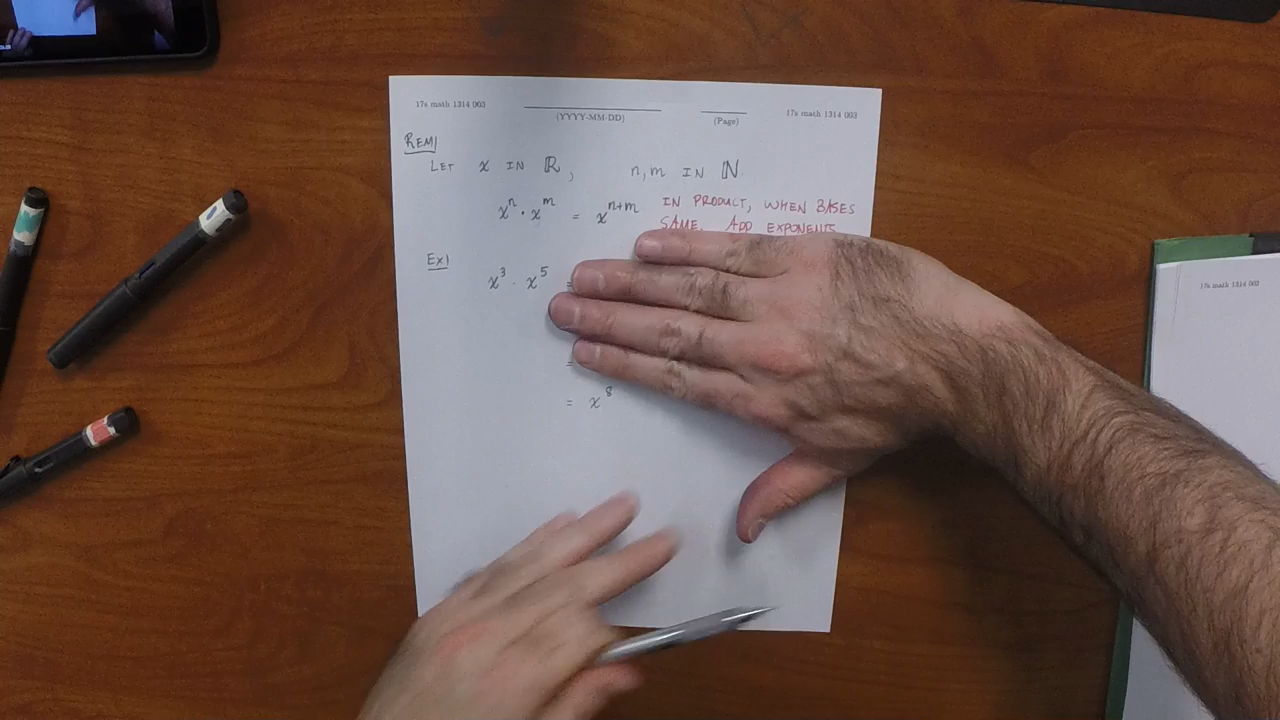 17s math 1314 003 (YYYY-MM-DD) (Page) 17s math 1314 003
REM|
LET x IN ℝ, n,m IN ℕ.
xⁿ · xᵐ = xⁿ⁺ᵐ IN PRODUCT, WHEN BASES
SAME, ADD EXPONENTS
EX|
x³ · x⁵ =
=
= x⁸
17s math 1314 003